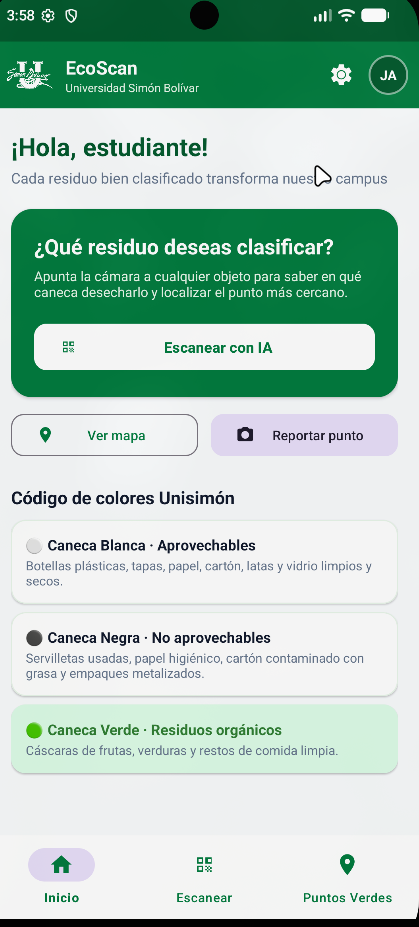 3:58
EcoScan
Universidad Simón Bolívar
JA
¡Hola, estudiante!
Cada residuo bien clasificado transforma campus
¿Qué residuo deseas clasificar?
Apunta la cámara a cualquier objeto para saber en qué
caneca desecharlo y localizar el punto más cercano.
Escanear con IA
Ver mapa
Reportar punto
Código de colores Unisimón
Caneca Blanca · Aprovechables
Botellas plásticas, tapas, papel, cartón, latas y vidrio limpios y
secos.
Caneca Negra · No aprovechables
Servilletas usadas, papel higiénico, cartón contaminado con
grasa y empaques metalizados.
Caneca Verde · Residuos orgánicos
Cáscaras de frutas, verduras y restos de comida limpia.
Inicio
Escanear
Puntos Verdes